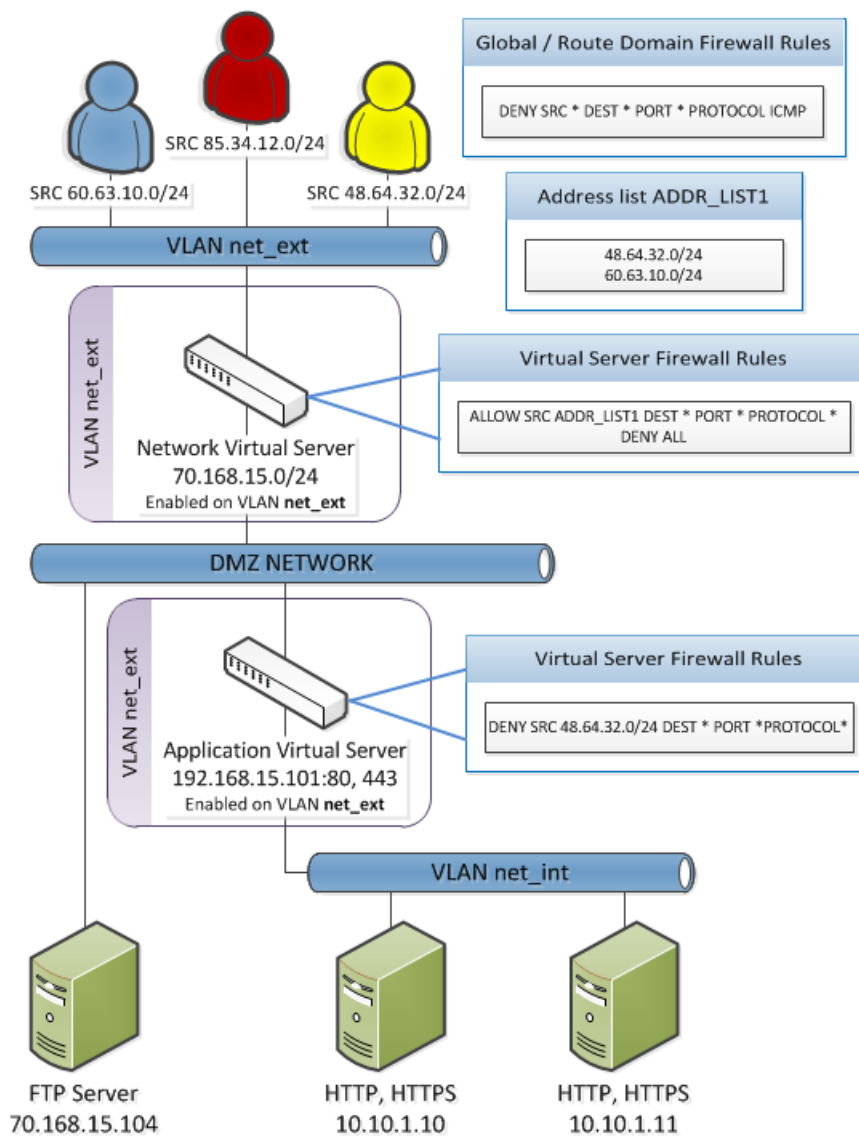 Global / Route Domain Firewall Rules
DENY SRC * DEST * PORT * PROTOCOL ICMP
SRC 85.34.12.0/24
SRC 60.63.10.0/24
SRC 48.64.32.0/24
Address list ADDR_LIST1
48.64.32.0/24
60.63.10.0/24
VLAN net_ext
VLAN net_ext
Network Virtual Server
70.168.15.0/24
Enabled on VLAN net_ext
Virtual Server Firewall Rules
ALLOW SRC ADDR_LIST1 DEST * PORT * PROTOCOL *
DENY ALL
DMZ NETWORK
VLAN net_ext
Application Virtual Server
192.168.15.101:80, 443
Enabled on VLAN net_ext
Virtual Server Firewall Rules
DENY SRC 48.64.32.0/24 DEST * PORT *PROTOCOL*
VLAN net_int
FTP Server
70.168.15.104
HTTP, HTTPS
10.10.1.10
HTTP, HTTPS
10.10.1.11